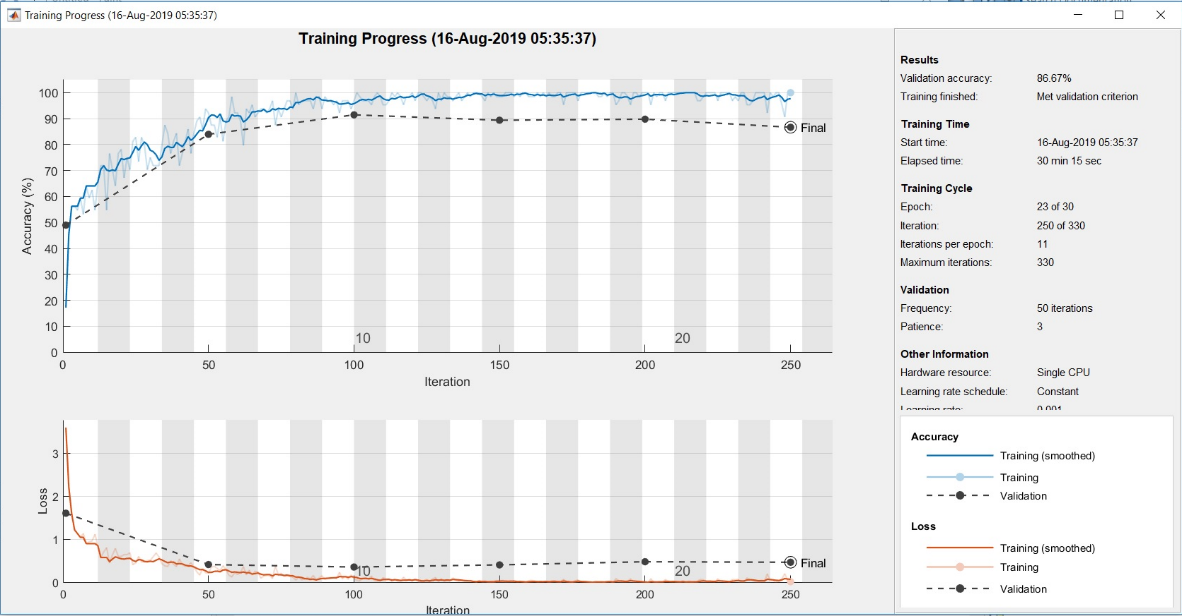 Training Progress (16-Aug-2019 05:35:37)
Training Progress (16-Aug-2019 05:35:37)
Accuracy (%)
100
90
80
70
60
50
40
30
20
10
0
10
20
Final
0 50 100 150 200 250
Iteration
Loss
3
2
1
0
10
20
Final
0 50 100 150 200 250
Iteration
Results
Validation accuracy: 86.67%
Training finished: Met validation criterion
Training Time
Start time: 16-Aug-2019 05:35:37
Elapsed time: 30 min 15 sec
Training Cycle
Epoch: 23 of 30
Iteration: 250 of 330
Iterations per epoch: 11
Maximum iterations: 330
Validation
Frequency: 50 iterations
Patience: 3
Other Information
Hardware resource: Single CPU
Learning rate schedule: Constant
Learning rate: 0.001
Accuracy
Training (smoothed)
Training
Validation
Loss
Training (smoothed)
Training
Validation